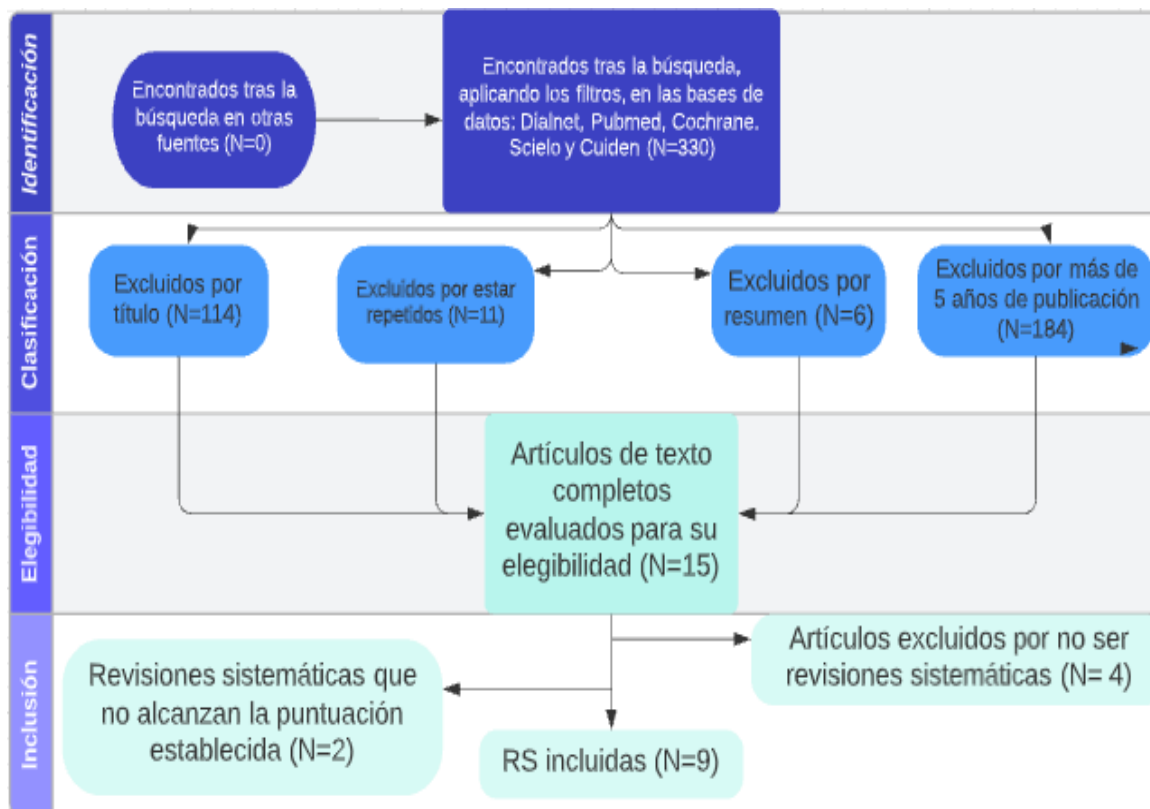 Identificación
Encontrados tras la
búsqueda en otras
fuentes (N=0)
Encontrados tras la búsqueda,
aplicando los filtros, en las bases de
datos: Dialnet, Pubmed, Cochrane.
Scielo y Cuiden (N=330)
Clasificación
Excluidos por
título (N=114)
Excluidos por estar
repetidos (N=11)
Excluidos por
resumen (N=6)
Excluidos por más de
5 años de publicación
(N=184)
Elegibilidad
Artículos de texto
completos
evaluados para su
elegibilidad (N=15)
Inclusión
Revisiones sistemáticas que
no alcanzan la puntuación
establecida (N=2)
RS incluidas (N=9)
Artículos excluidos por no ser
revisiones sistemáticas (N= 4)